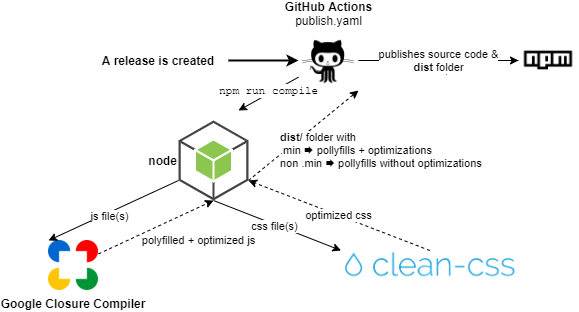 GitHub Actions
publish.yaml
A release is created
publishes source code &
dist folder
npm
npm run compile
dist/ folder with
.min 🡆 pollyfills + optimizations
non .min 🡆 pollyfills without optimizations
node
js file(s)
optimized css
css file(s)
polyfilled + optimized js
clean-css
Google Closure Compiler